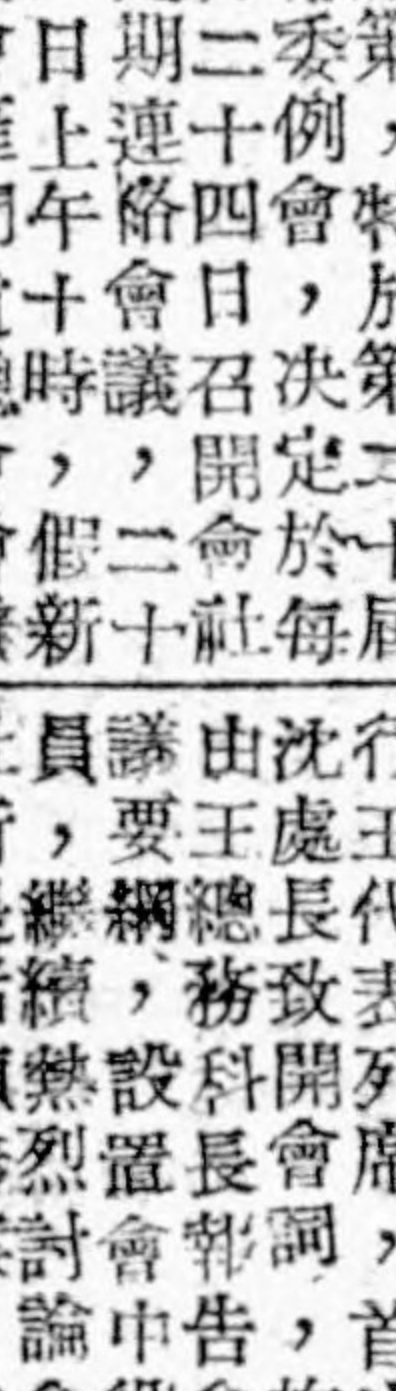 第，特於第二十屆
委例會，决定於每
二十四日召開會社
期連絡會議，二十
日上午十時，假新
行王代表列席，首
沈處長致開會詞，
由王總務科長報告
議要綱，設置會中
員，繼續熱烈討論